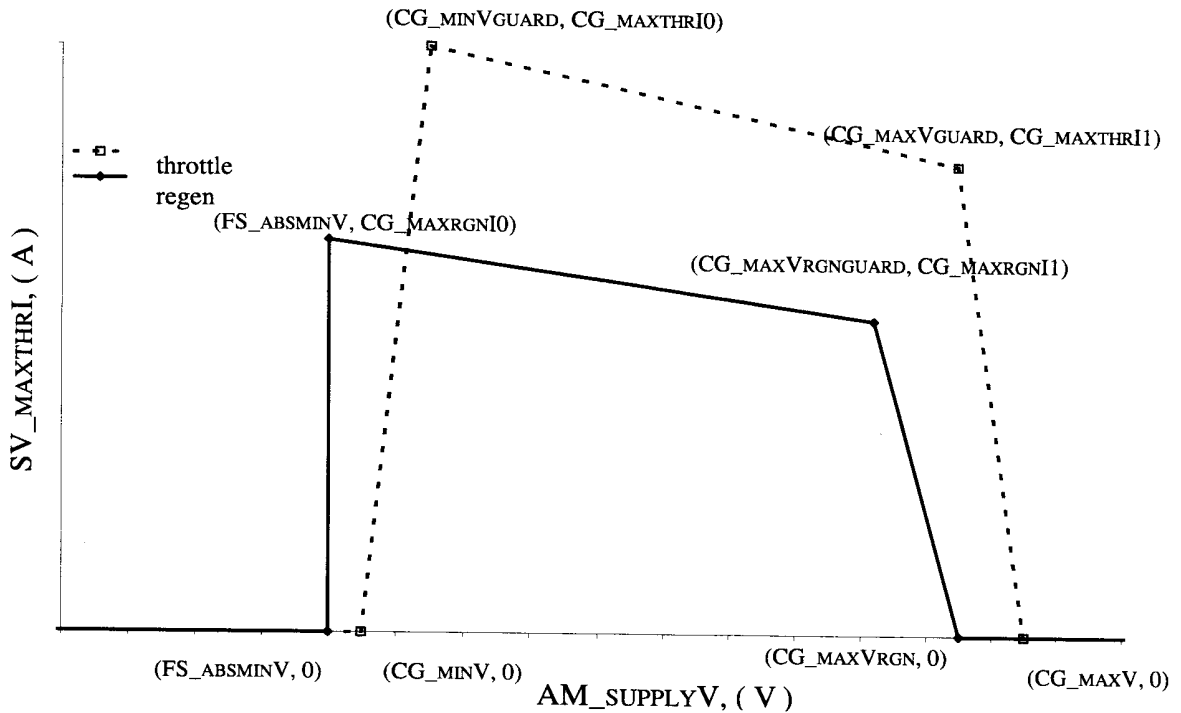 (CG_MINVGUARD, CG_MAXTHRI0)
(CG_MAXVGUARD, CG_MAXTHRI1)
throttle
regen
(FS_ABSMINV, CG_MAXRGNI0)
(CG_MAXVRGNGUARD, CG_MAXRGNI1)
SV_MAXTHRI, ( A )
(FS_ABSMINV, 0)
(CG_MINV, 0)
(CG_MAXVRGN, 0)
(CG_MAXV, 0)
AM_SUPPLYV, ( V )